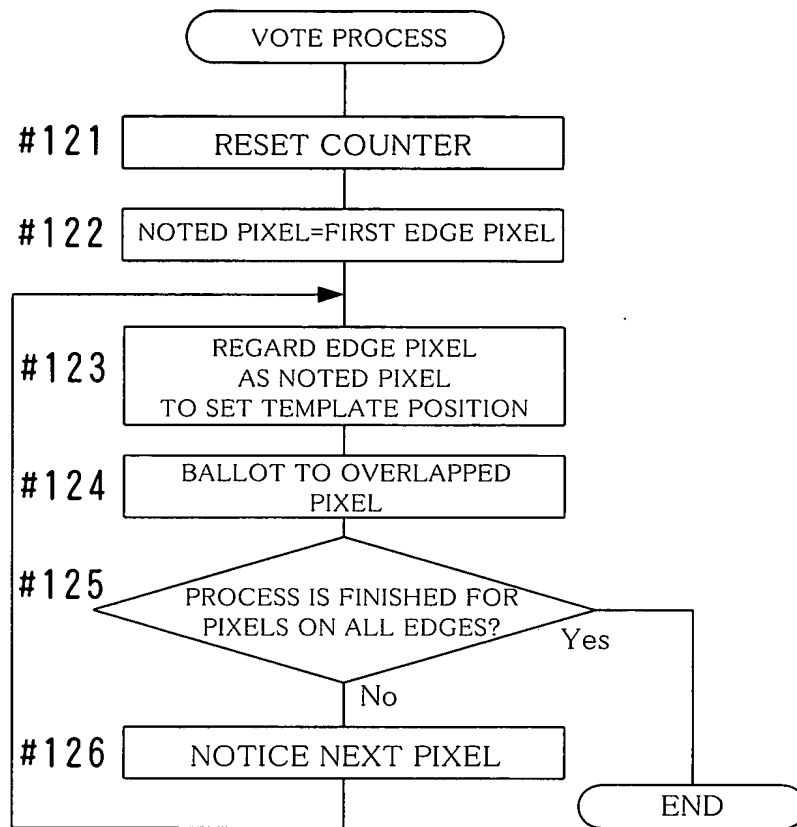 VOTE PROCESS
#121
RESET COUNTER
#122
NOTED PIXEL=FIRST EDGE PIXEL
#123
REGARD EDGE PIXEL
AS NOTED PIXEL
TO SET TEMPLATE POSITION
#124
BALLOT TO OVERLAPPED
PIXEL
#125
PROCESS IS FINISHED FOR
PIXELS ON ALL EDGES?
Yes
No
#126
NOTICE NEXT PIXEL
END